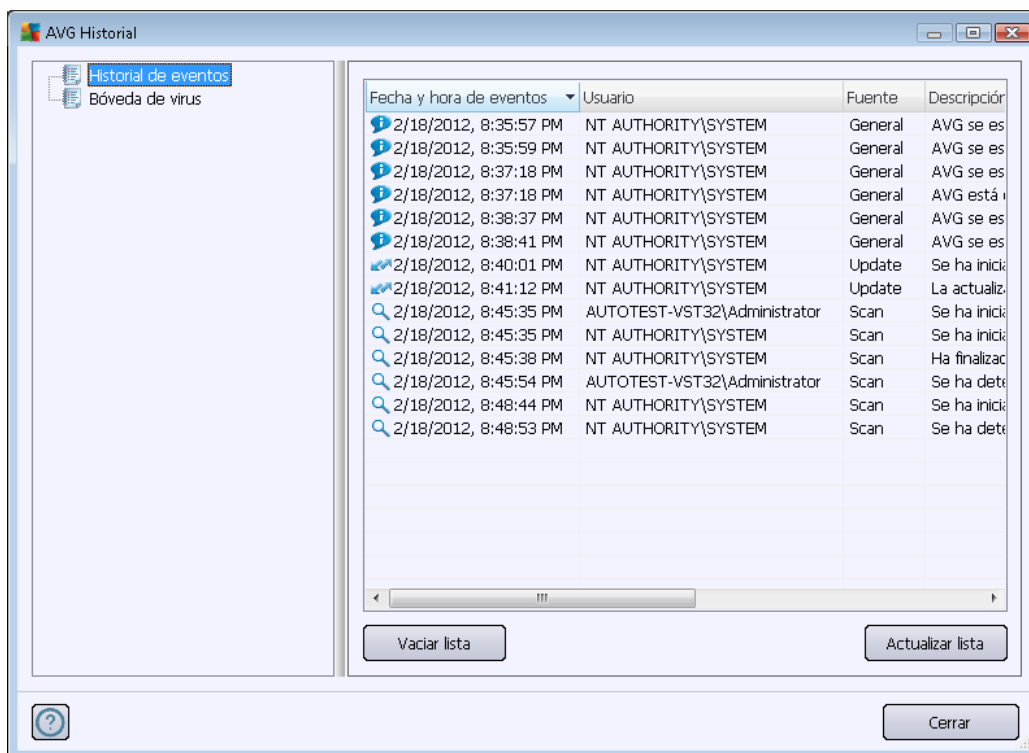 AVG Historial
Historial de eventos
Bóveda de virus
Fecha y hora de eventos Usuario Fuente Descripción
2/18/2012, 8:35:57 PM NT AUTHORITY\SYSTEM General AVG se es
2/18/2012, 8:35:59 PM NT AUTHORITY\SYSTEM General AVG se es
2/18/2012, 8:37:18 PM NT AUTHORITY\SYSTEM General AVG se es
2/18/2012, 8:37:18 PM NT AUTHORITY\SYSTEM General AVG está
2/18/2012, 8:38:37 PM NT AUTHORITY\SYSTEM General AVG se es
2/18/2012, 8:38:41 PM NT AUTHORITY\SYSTEM General AVG se es
2/18/2012, 8:40:01 PM NT AUTHORITY\SYSTEM Update Se ha inicia
2/18/2012, 8:41:12 PM NT AUTHORITY\SYSTEM Update La actualiz
2/18/2012, 8:45:35 PM AUTOTEST-VST32\Administrator Scan Se ha inicia
2/18/2012, 8:45:35 PM NT AUTHORITY\SYSTEM Scan Se ha inicia
2/18/2012, 8:45:38 PM NT AUTHORITY\SYSTEM Scan Ha finalizac
2/18/2012, 8:45:54 PM AUTOTEST-VST32\Administrator Scan Se ha dete
2/18/2012, 8:48:44 PM NT AUTHORITY\SYSTEM Scan Se ha inicia
2/18/2012, 8:48:53 PM NT AUTHORITY\SYSTEM Scan Se ha dete
Vaciar lista Actualizar lista
Cerrar